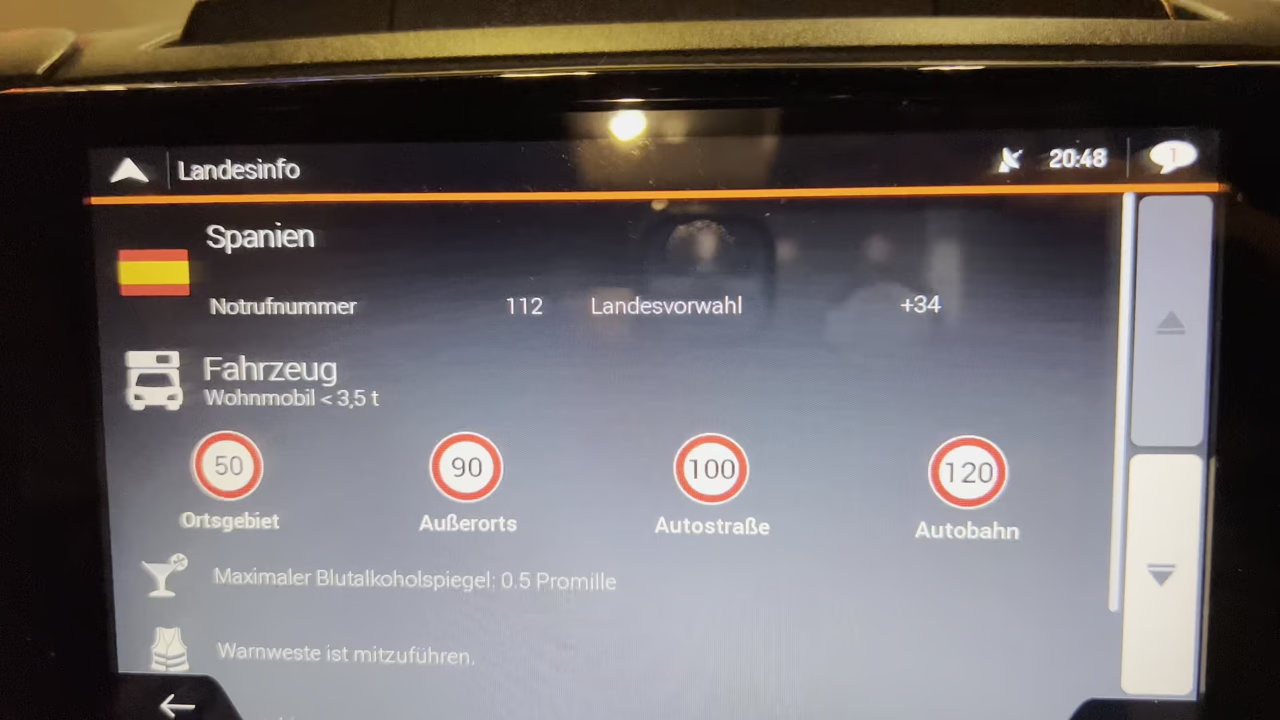 Landesinfo
20:48
1
Spanien
Notrufnummer 112 Landesvorwahl +34
Fahrzeug
Wohnmobil < 3,5 t
50 90 100 120
Ortsgebiet Außerorts Autostraße Autobahn
Maximaler Blutalkoholspiegel: 0.5 Promille
Warnweste ist mitzuführen.